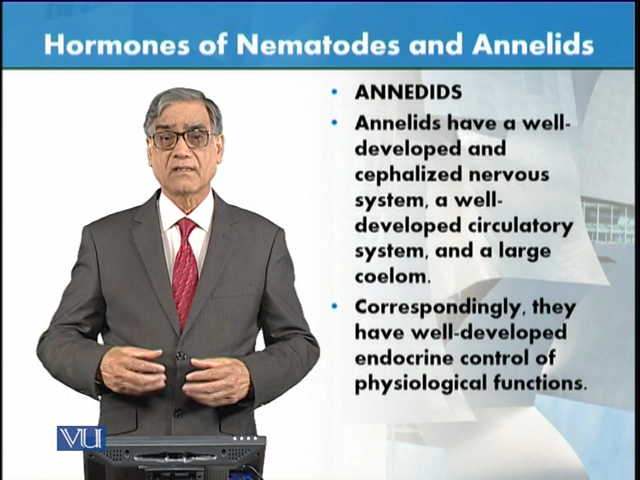 Hormones of Nematodes and Annelids
• ANNEDIDS
• Annelids have a well-
developed and
cephalized nervous
system, a well-
developed circulatory
system, and a large
coelom.
• Correspondingly, they
have well-developed
endocrine control of
physiological functions.
VU